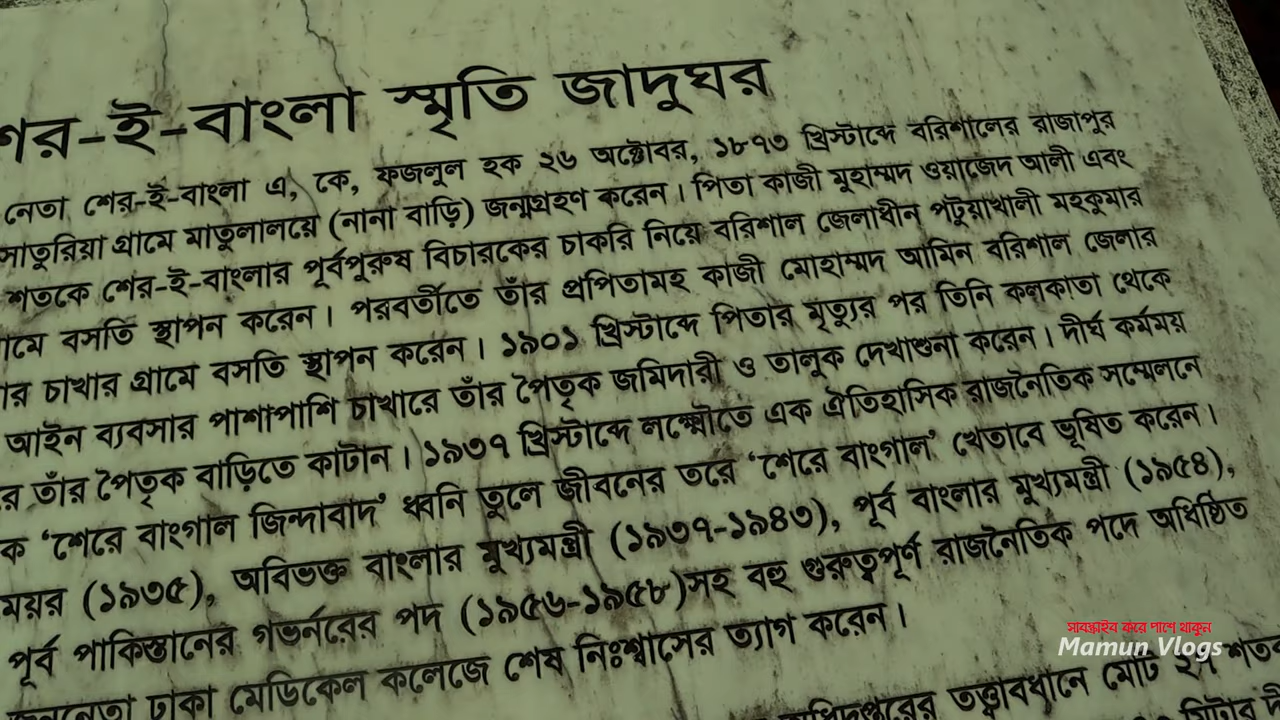 শের-ই-বাংলা স্মৃতি জাদুঘর
নেতা শের-ই-বাংলা এ, কে, ফজলুল হক ২৬ অক্টোবর, ১৮৭৩ খ্রিস্টাব্দে বরিশালের রাজাপুর
সাতুরিয়া গ্রামে মাতুলালয়ে (নানা বাড়ি) জন্মগ্রহণ করেন। পিতা কাজী মুহাম্মদ ওয়াজেদ আলী এবং
শতকে শের-ই-বাংলার পূর্বপুরুষ বিচারকের চাকরি নিয়ে বরিশাল জেলাধীন পটুয়াখালী মহকুমার
বসতি স্থাপন করেন। পরবর্তীতে তাঁর প্রপিতামহ কাজী মোহাম্মদ আমিন বরিশাল জেলার
চাখার গ্রামে বসতি স্থাপন করেন। ১৯০১ খ্রিস্টাব্দে পিতার মৃত্যুর পর তিনি কলকাতা থেকে
আইন ব্যবসার পাশাপাশি চাখারে তাঁর পৈতৃক জমিদারী ও তালুক দেখাশুনা করেন। দীর্ঘ কর্মময়
তাঁর পৈতৃক বাড়িতে কাটান। ১৯৩৭ খ্রিস্টাব্দে লক্ষ্ণৌতে এক ঐতিহাসিক রাজনৈতিক সম্মেলনে
‘শেরে বাংগাল জিন্দাবাদ’ ধ্বনি তুলে জীবনের তরে ‘শেরে বাংগাল’ খেতাবে ভূষিত করেন।
(১৯৩৫), অবিভক্ত বাংলার মুখ্যমন্ত্রী (১৯৩৭-১৯৪৩), পূর্ব বাংলার মুখ্যমন্ত্রী (১৯৫৪),
পূর্ব পাকিস্তানের গভর্নরের পদ (১৯৫৬-১৯৫৮)সহ বহু গুরুত্বপূর্ণ রাজনৈতিক পদে অধিষ্ঠিত
জননেতা ঢাকা মেডিকেল কলেজে শেষ নিঃশ্বাসের ত্যাগ করেন।
তত্ত্বাবধানে মোট ২৭
সাবস্ক্রাইব করে পাশে থাকুন
Mamun Vlogs